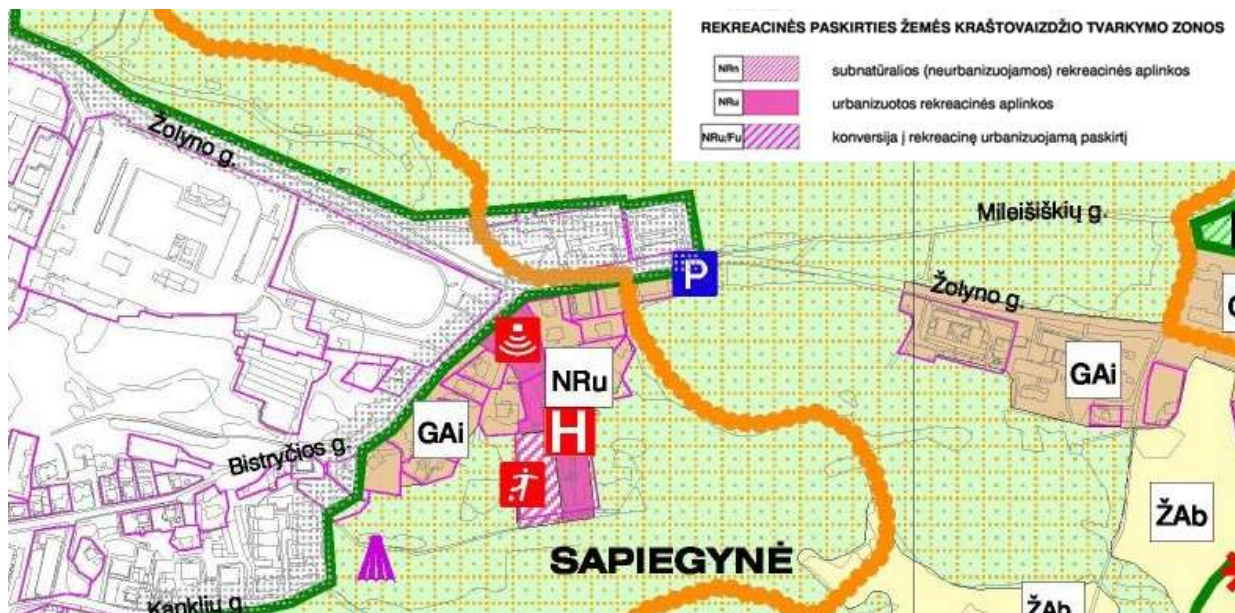 REKREACINĖS PASKIRTIES ŽEMĖS KRAŠTOVAIZDŽIO TVARKYMO ZONOS
NRn subnatūralios (neurbanizuojamos) rekreacinės aplinkos
NRu urbanizuotos rekreacinės aplinkos
NRu/Fu konversija į rekreacinę urbanizuojamą paskirtį
Žolyno g.
Mileišiškių g.
P
Žolyno g.
NRu
GAi
GAi
H
Bistryčios g.
ŽAb
SAPIEGYNĖ
Kanklių g.
ŽAb